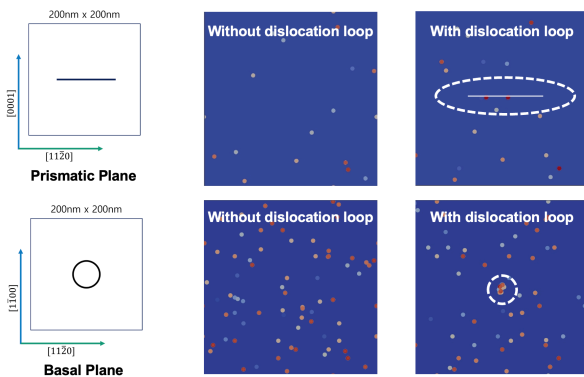 200nm x 200nm
Without dislocation loop
With dislocation loop
[0001]
[112̄0]
Prismatic Plane
200nm x 200nm
Without dislocation loop
With dislocation loop
[11̄00]
[112̄0]
Basal Plane